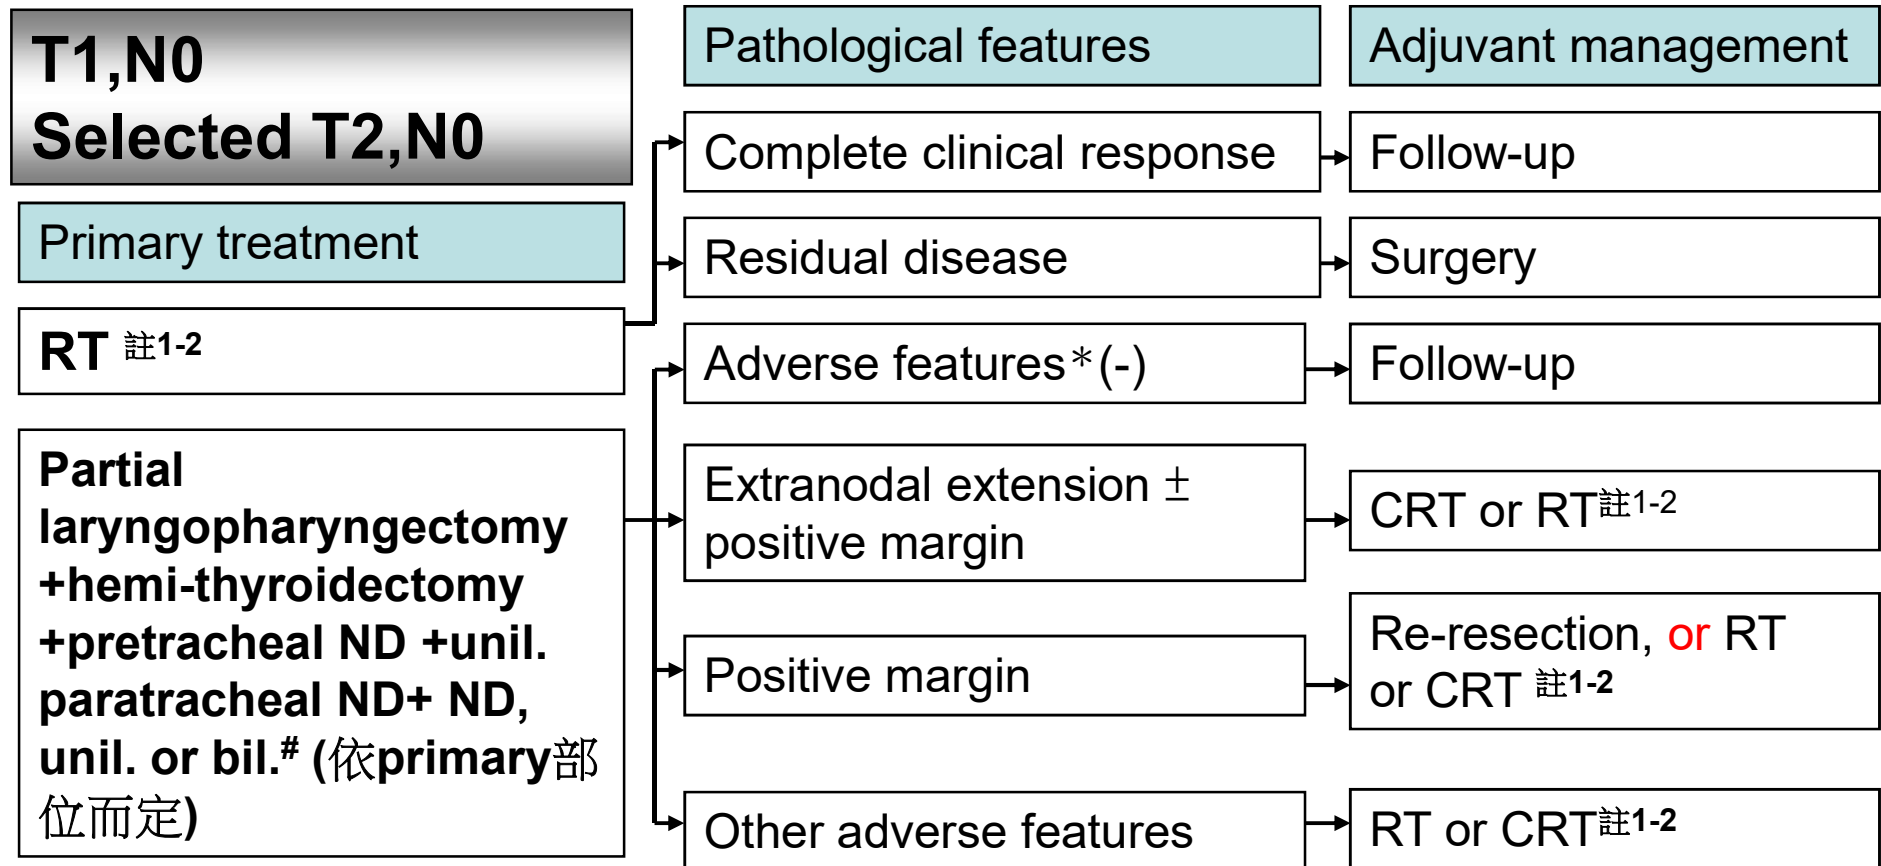 T1,N0
Selected T2,N0
Primary treatment
RT 註1-2
Partial
laryngopharyngectomy
+hemi-thyroidectomy
+pretracheal ND +unil.
paratracheal ND+ ND,
unil. or bil.# (依primary部
位而定)
Pathological features
Adjuvant management
Complete clinical response
Follow-up
Residual disease
Surgery
Adverse features*(-)
Follow-up
Extranodal extension ±
positive margin
CRT or RT註1-2
Positive margin
Re-resection, or RT
or CRT 註1-2
Other adverse features
RT or CRT註1-2